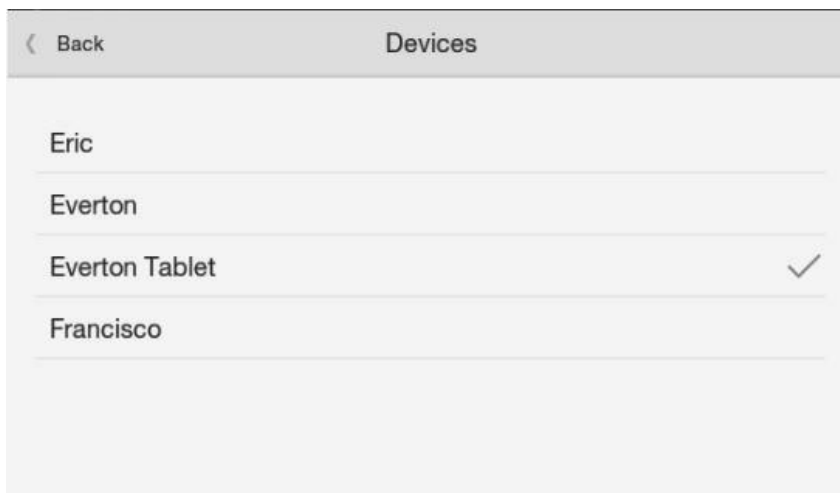 Back
Devices
Eric
Everton
Everton Tablet
Francisco